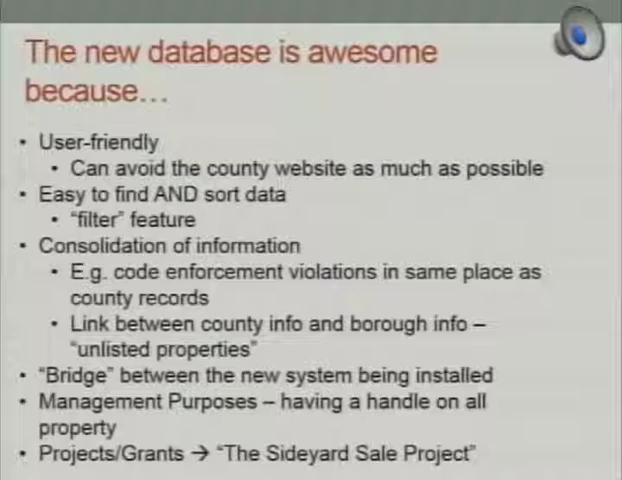 The new database is awesome
because…
• User-friendly
• Can avoid the county website as much as possible
• Easy to find AND sort data
• “filter” feature
• Consolidation of information
• E.g. code enforcement violations in same place as
county records
• Link between county info and borough info –
“unlisted properties”
• “Bridge” between the new system being installed
• Management Purposes – having a handle on all
property
• Projects/Grants → “The Sideyard Sale Project”